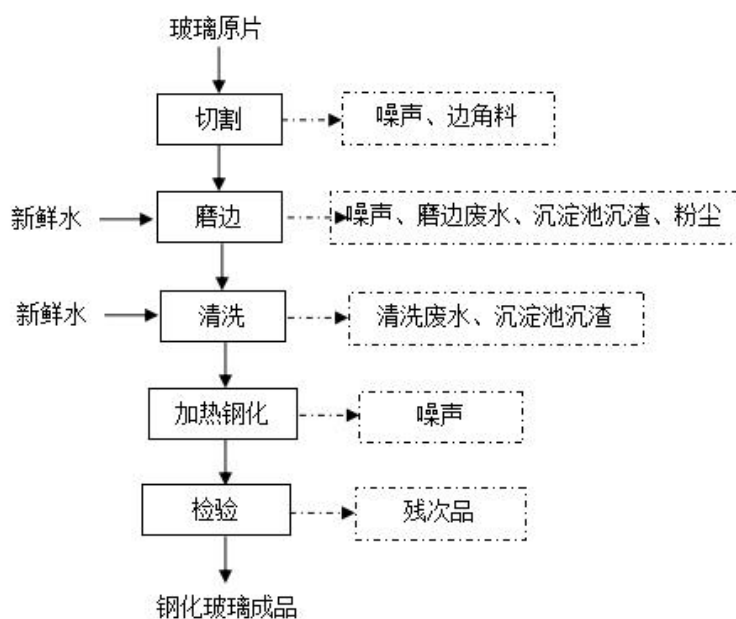 玻璃原片
切割
噪声、边角料
新鲜水
磨边
噪声、磨边废水、沉淀池沉渣、粉尘
新鲜水
清洗
清洗废水、沉淀池沉渣
加热钢化
噪声
检验
残次品
钢化玻璃成品